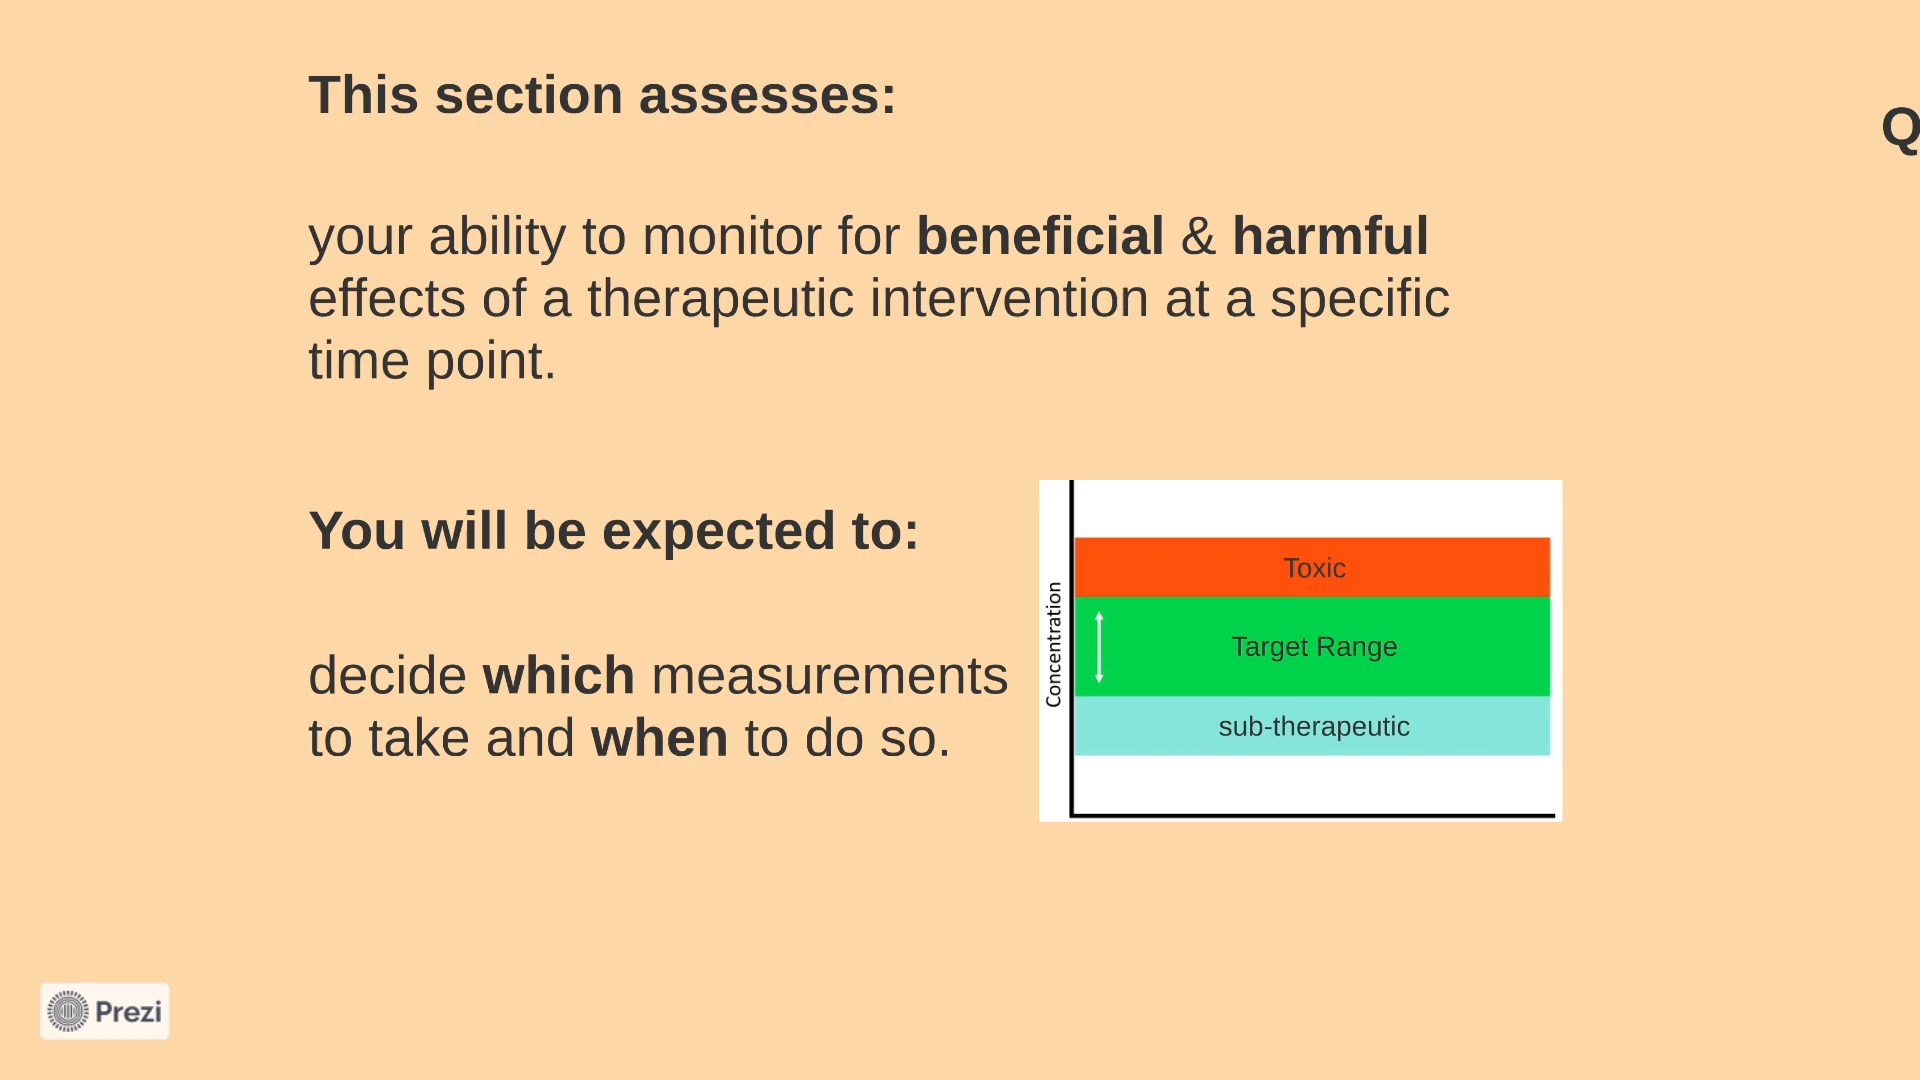 This section assesses:
Q
your ability to monitor for beneficial & harmful
effects of a therapeutic intervention at a specific
time point.
You will be expected to:
decide which measurements
to take and when to do so.
Concentration
Toxic
Target Range
sub-therapeutic
Prezi